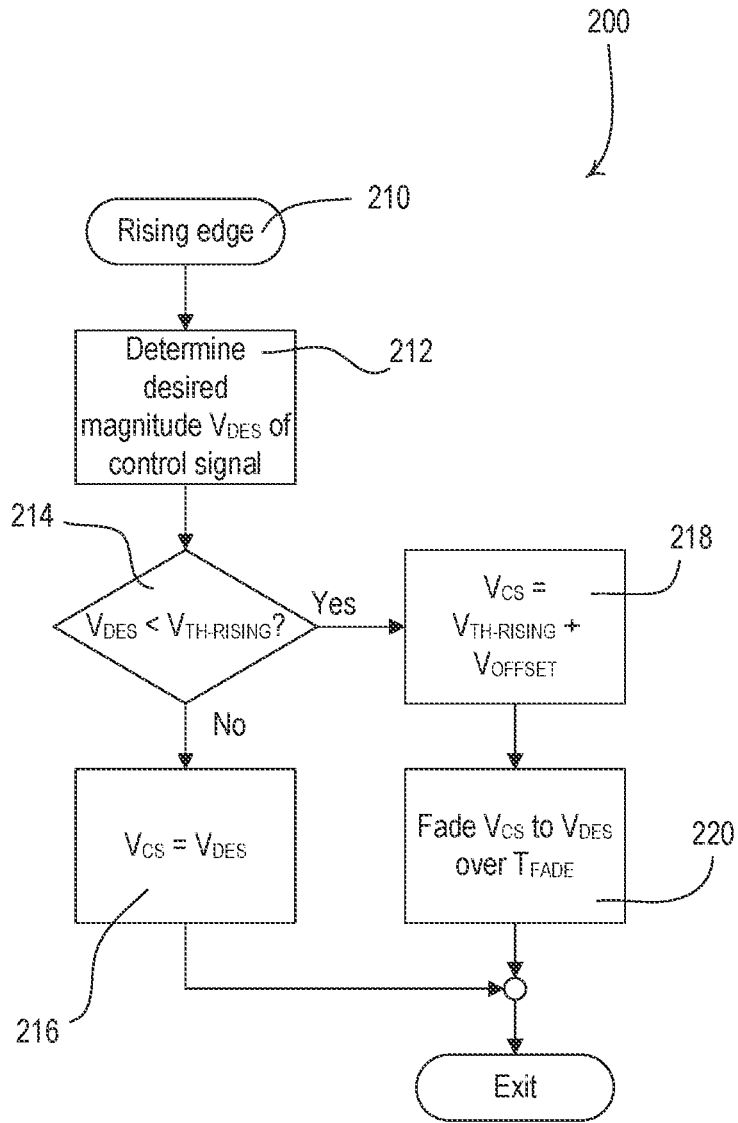 200
Rising edge
210
Determine
desired
magnitude VDES of
control signal
212
214
VDES < VTH-RISING?
Yes
No
VCS =
VTH-RISING +
VOFFSET
218
VCS = VDES
216
Fade VCS to VDES
over TFADE
220
Exit